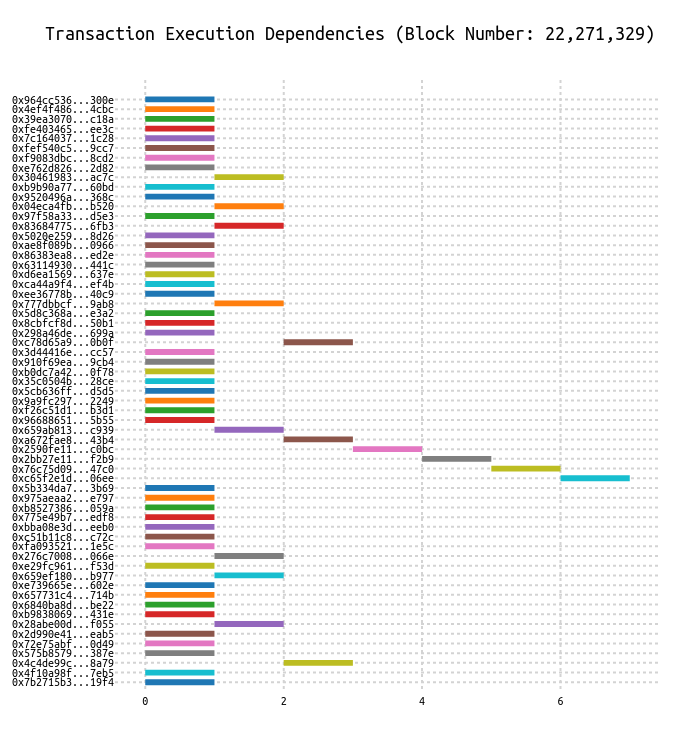 Transaction Execution Dependencies (Block Number: 22,271,329)
0x964cc536...300e
0x4ef4f486...4cbc
0x39ea3070...c18a
0xfe403465...ee3c
0x7c164037...1c28
0xfef540c5...9cc7
0xf9083dbc...8cd2
0xe762d826...2d82
0x30461983...ac7c
0xb9b90a77...60bd
0x9520496a...368c
0x04eca4fb...b520
0x97f58a33...d5e3
0x83684775...6fb3
0x5020e259...8d26
0xae8f089b...0966
0x86383ea8...ed2e
0x63114930...441c
0xd6ea1569...637e
0xca44a9f4...ef4b
0xee36778b...40c9
0x777dbbcf...9ab8
0x5d8c368a...e3a2
0x8cbfcf8d...50b1
0x298a46de...699a
0xc78d65a9...0b0f
0x3d44416e...cc57
0x910f69ea...9cb4
0xb0dc7a42...0f78
0x35c0504b...28ce
0x5cb636ff...d5d5
0x9a9fc297...2249
0xf26c51d1...b3d1
0x96688651...5b55
0x659ab813...c939
0xa672fae8...43b4
0x2590fe11...c0bc
0x2bb27e11...f2b9
0x76c75d09...47c0
0xc65f2e1d...06ee
0x5b334da7...3b69
0x975aeaa2...e797
0xb8527386...059a
0x775e49b7...edf8
0xbba08e3d...eeb0
0xc51b11c8...c72c
0xfa093521...1e5c
0x276c7008...066e
0xe29fc961...f53d
0x659ef180...b977
0xe739665e...602e
0x657731c4...714b
0x6840ba8d...be22
0xb9838069...431e
0x28abe00d...f055
0x2d990e41...eab5
0x72e75abf...0d49
0x575b8579...387e
0x4c4de99c...8a79
0x4f10a98f...7eb5
0x7b2715b3...19f4
0 2 4 6